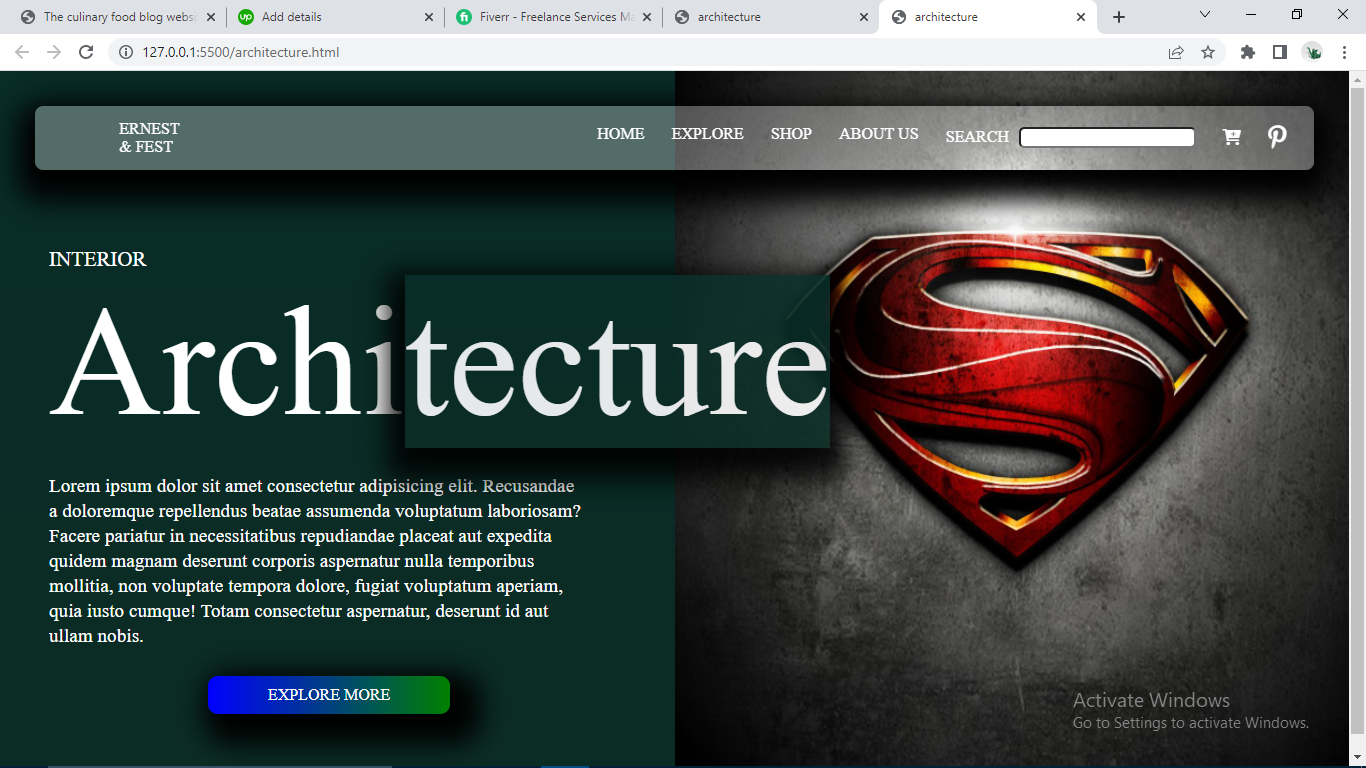 The culinary food blog websi
Add details
Fiverr - Freelance Services Ma
architecture
architecture
127.0.0.1:5500/architecture.html
ERNEST
& FEST
HOME EXPLORE SHOP ABOUT US SEARCH
INTERIOR
Architecture
Lorem ipsum dolor sit amet consectetur adipisicing elit. Recusandae
a doloremque repellendus beatae assumenda voluptatum laboriosam?
Facere pariatur in necessitatibus repudiandae placeat aut expedita
quidem magnam deserunt corporis aspernatur nulla temporibus
mollitia, non voluptate tempora dolore, fugiat voluptatum aperiam,
quia iusto cumque! Totam consectetur aspernatur, deserunt id aut
ullam nobis.
EXPLORE MORE
Activate Windows
Go to Settings to activate Windows.